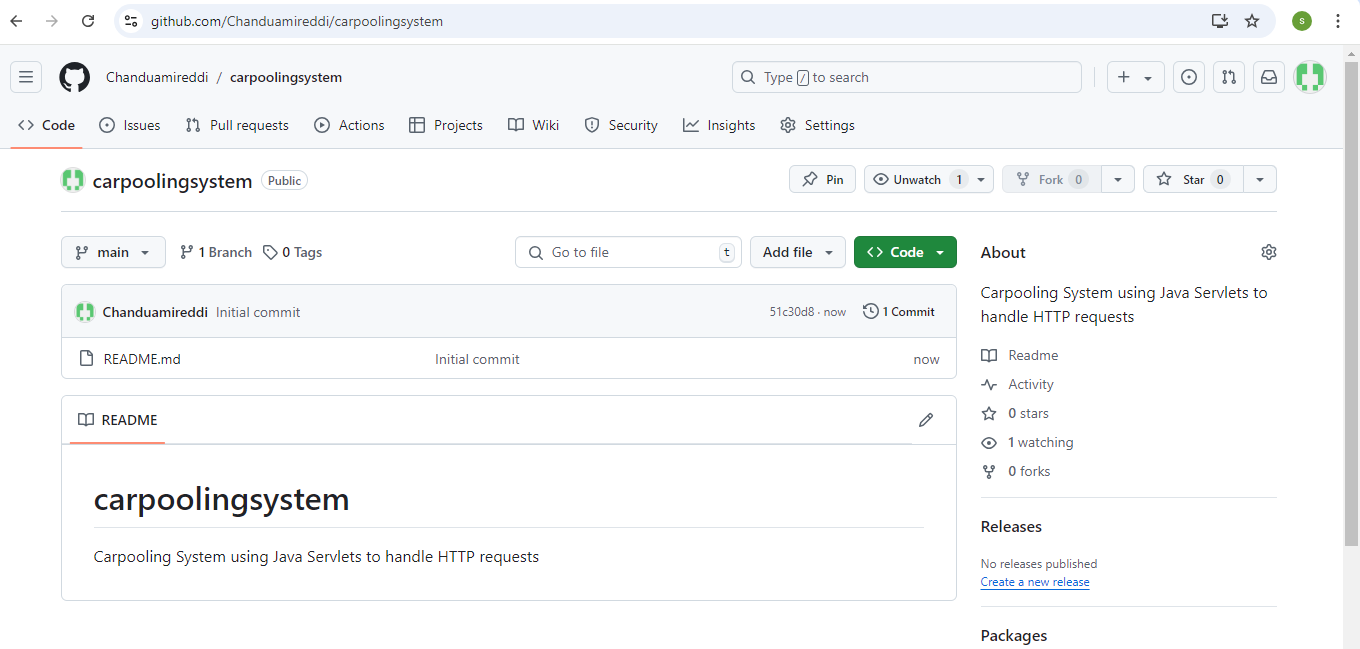 github.com/Chanduamireddi/carpoolingsystem
S
Chanduamireddi / carpoolingsystem
Type / to search
Code Issues Pull requests Actions Projects Wiki Security Insights Settings
carpoolingsystem Public
Pin Unwatch 1 Fork 0 Star 0
main 1 Branch 0 Tags Go to file t Add file Code
Chanduamireddi Initial commit 51c30d8 · now 1 Commit
README.md Initial commit now
README
carpoolingsystem
Carpooling System using Java Servlets to handle HTTP requests
About
Carpooling System using Java Servlets to
handle HTTP requests
Readme
Activity
0 stars
1 watching
0 forks
Releases
No releases published
Create a new release
Packages